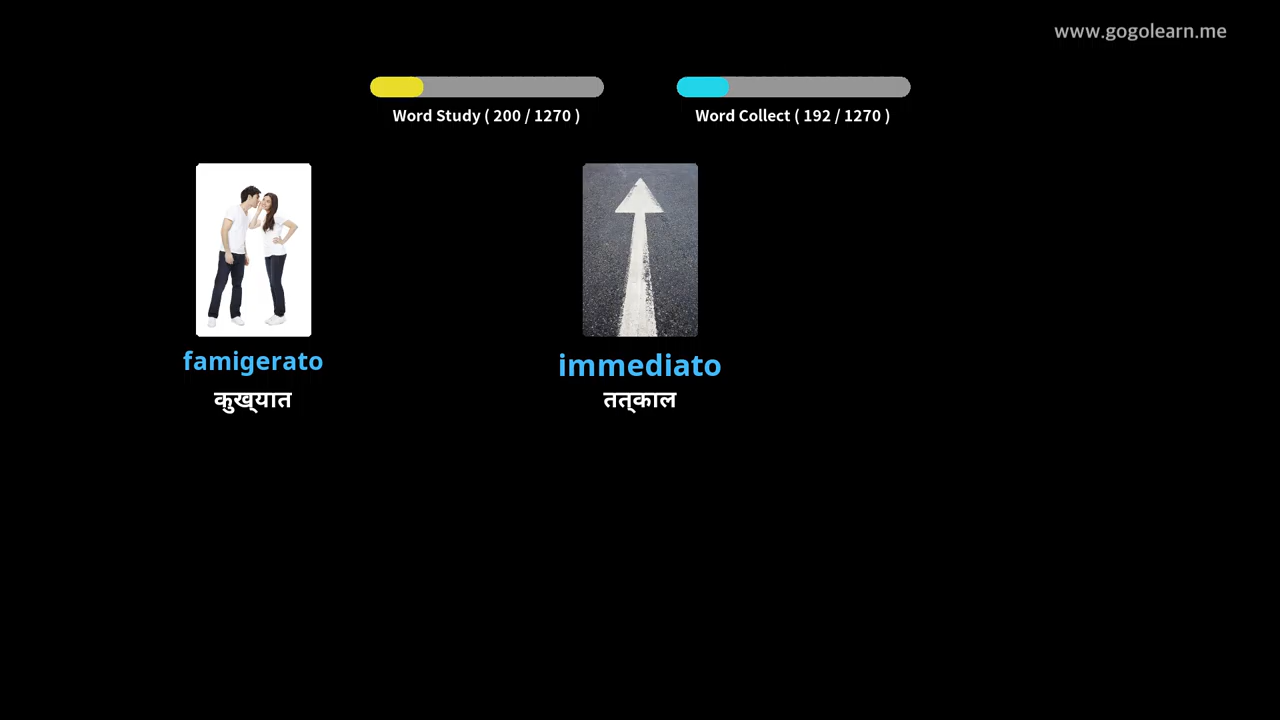 www.gogolearn.me
Word Study ( 200 / 1270 )
Word Collect ( 192 / 1270 )
famigerato
कुख्यात
immediato
तत्काल